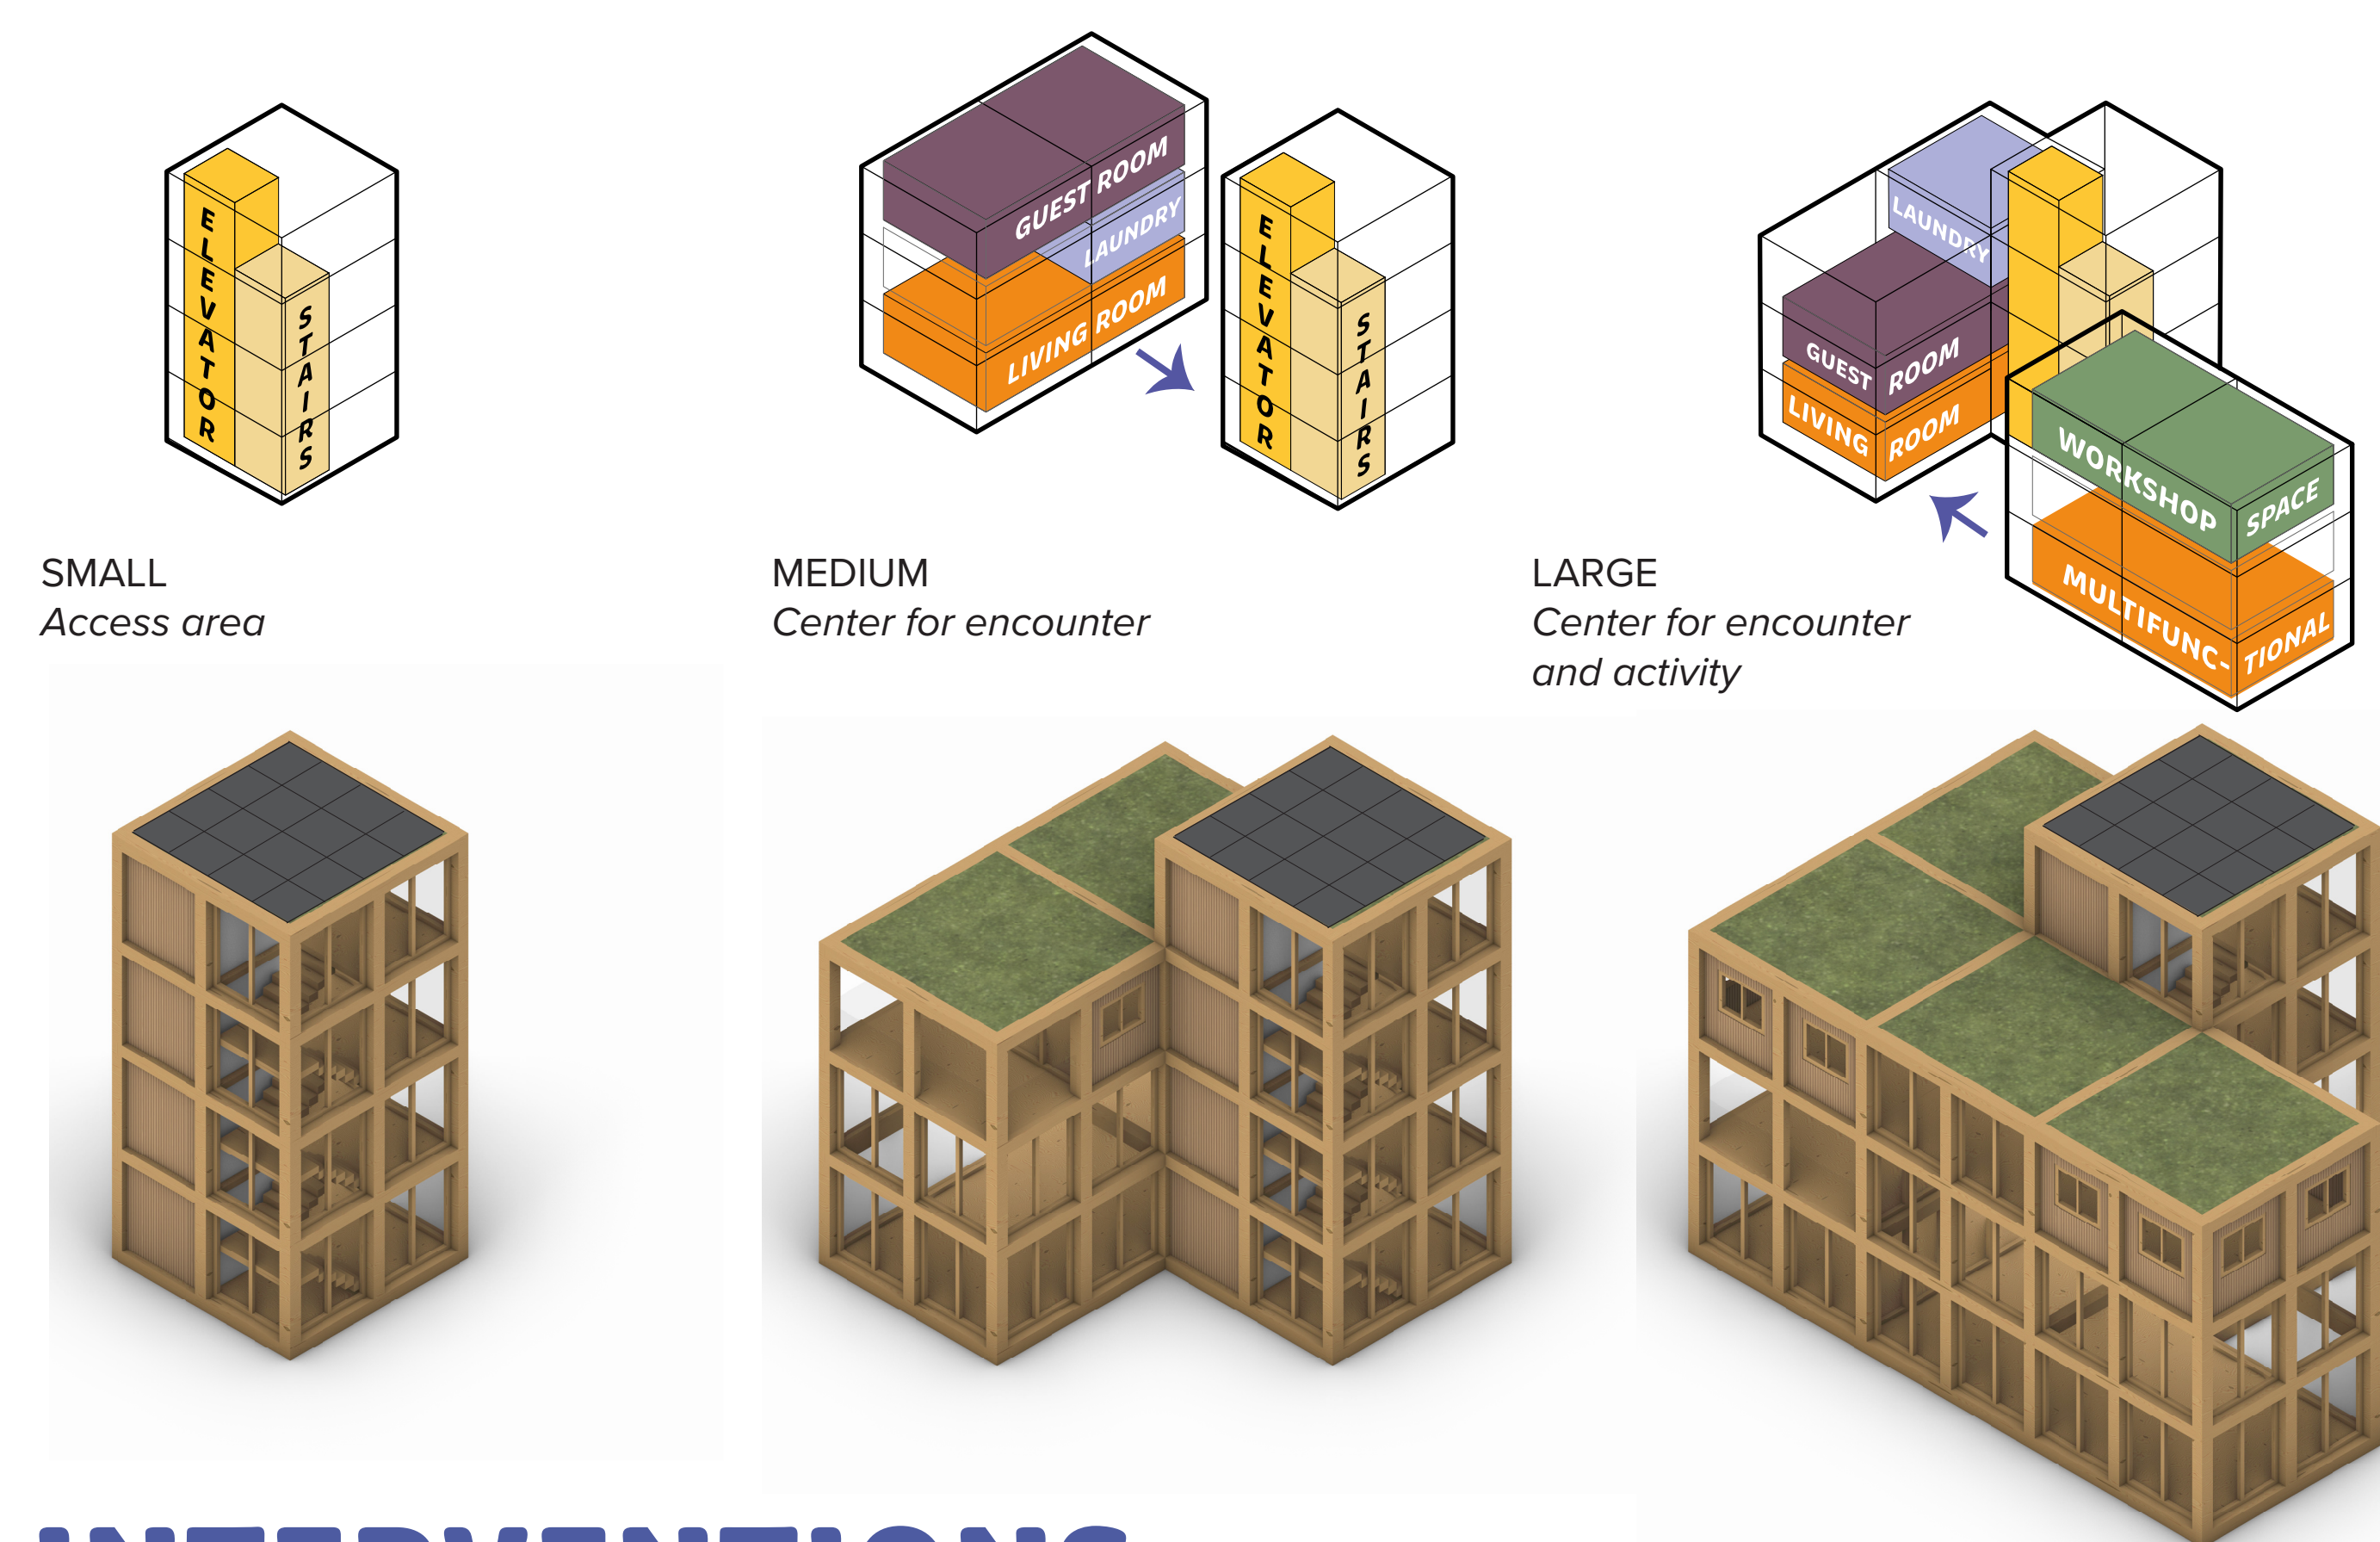 ELEVATOR
STAIRS
SMALL
Access area
GUEST ROOM
LAUNDRY
LIVING ROOM
ELEVATOR
STAIRS
MEDIUM
Center for encounter
LAUNDRY
GUEST ROOM
LIVING ROOM
WORKSHOP SPACE
MULTIFUNC-TIONAL
LARGE
Center for encounter
and activity
INTERVENTIONS